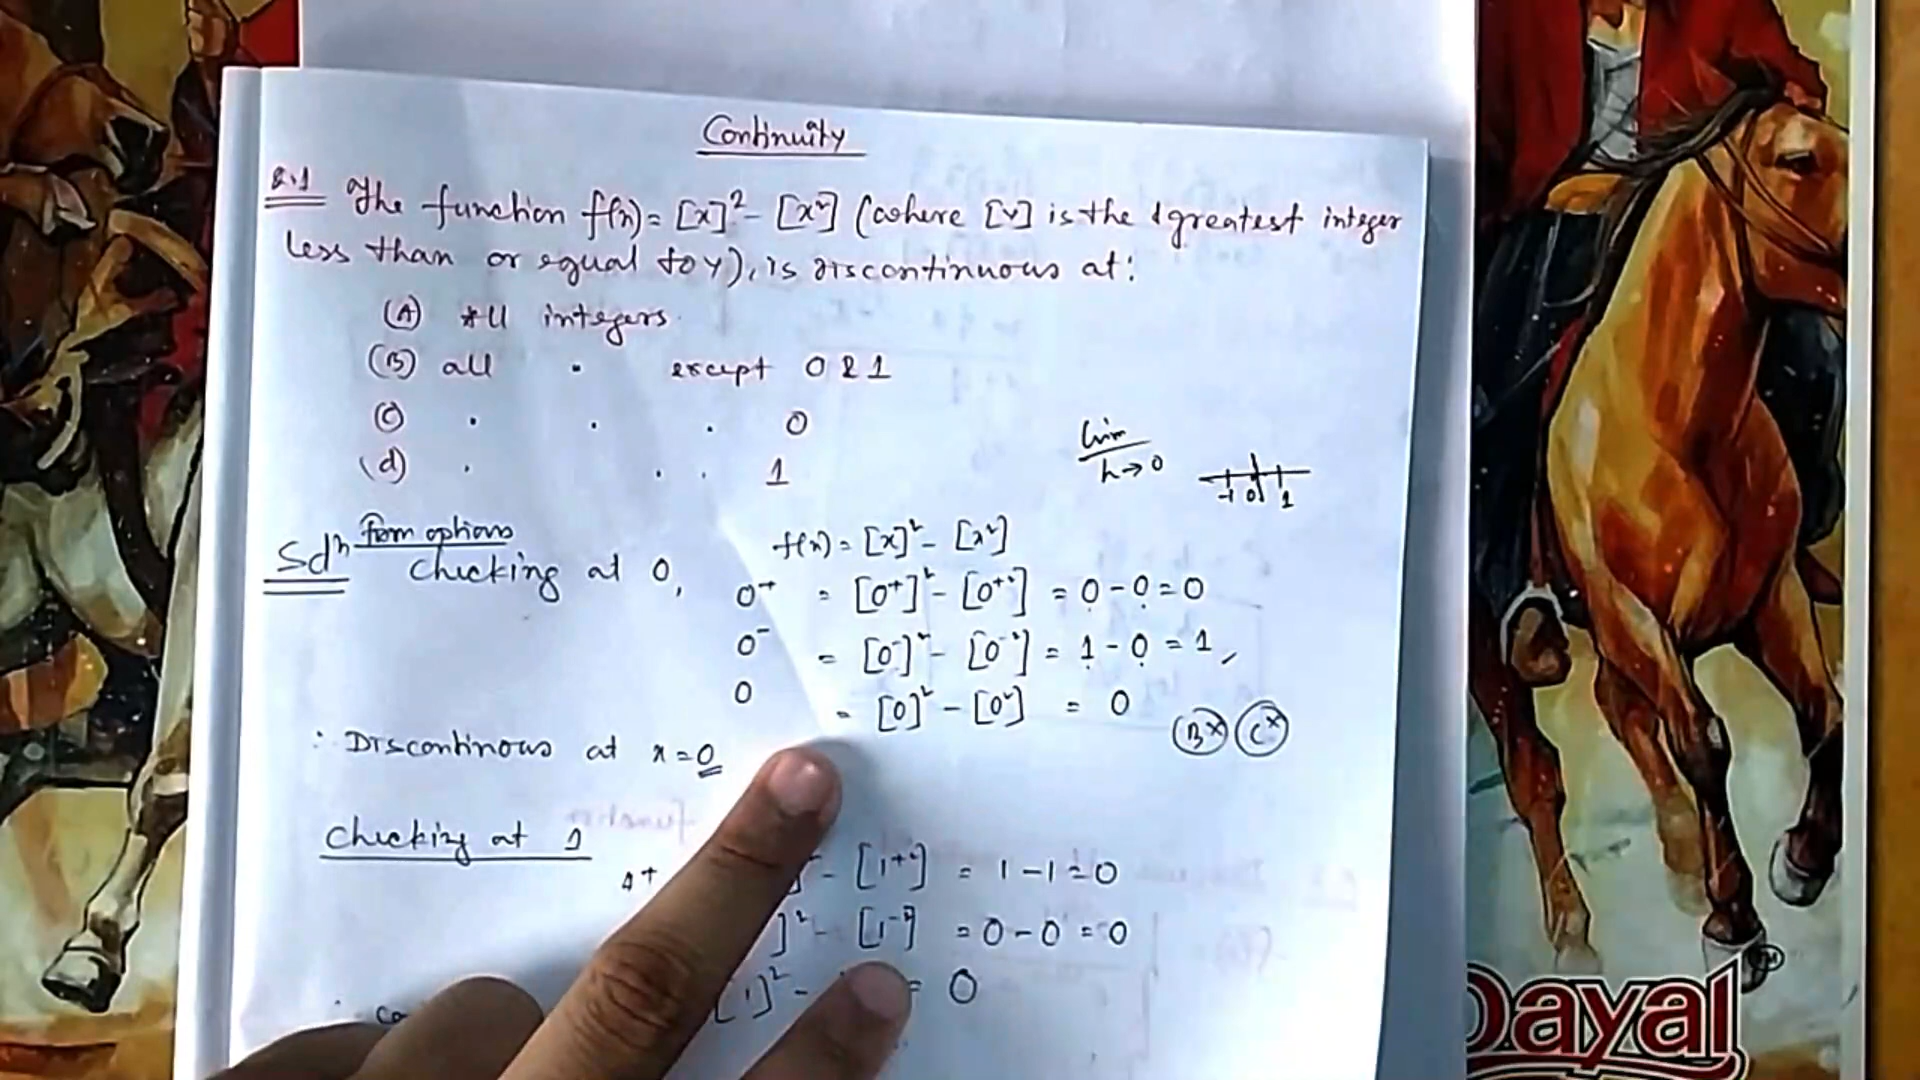 Continuity
Q.1 The function f(x) = [x]² - [x²] (where [y] is the greatest integer
less than or equal to y), is discontinuous at:
(A) all integers.
(B) all " except 0 & 1
(C) . . . 0
(d) . . . 1
Lim
h→0
-1 0 1
Solⁿ from options
checking at 0,
f(x) = [x]² - [x²]
0⁺ = [0⁺]² - [0⁺²] = 0 - 0 = 0
0⁻ = [0⁻]² - [0⁻²] = 1 - 0 = 1,
0 = [0]² - [0²] = 0
B× C×
∴ Discontinous at x = 0
Checking at 1
1⁺ ]² - [1⁺²] = 1 - 1 = 0
]² - [1⁻²] = 0 - 0 = 0
[1]² - = 0
Dayal